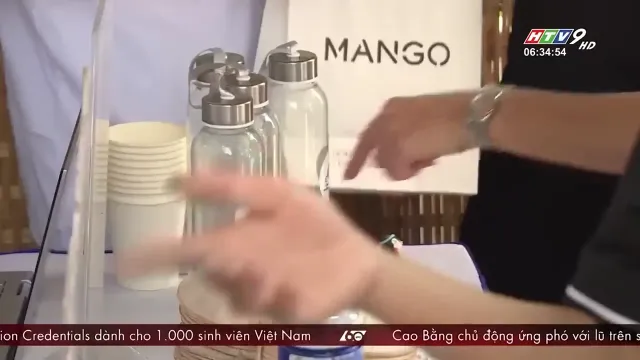 HTV9 HD
06:34:54
MANGO
ion Credentials dành cho 1.000 sinh viên Việt Nam
60
Cao Bằng chủ động ứng phó với lũ trên s